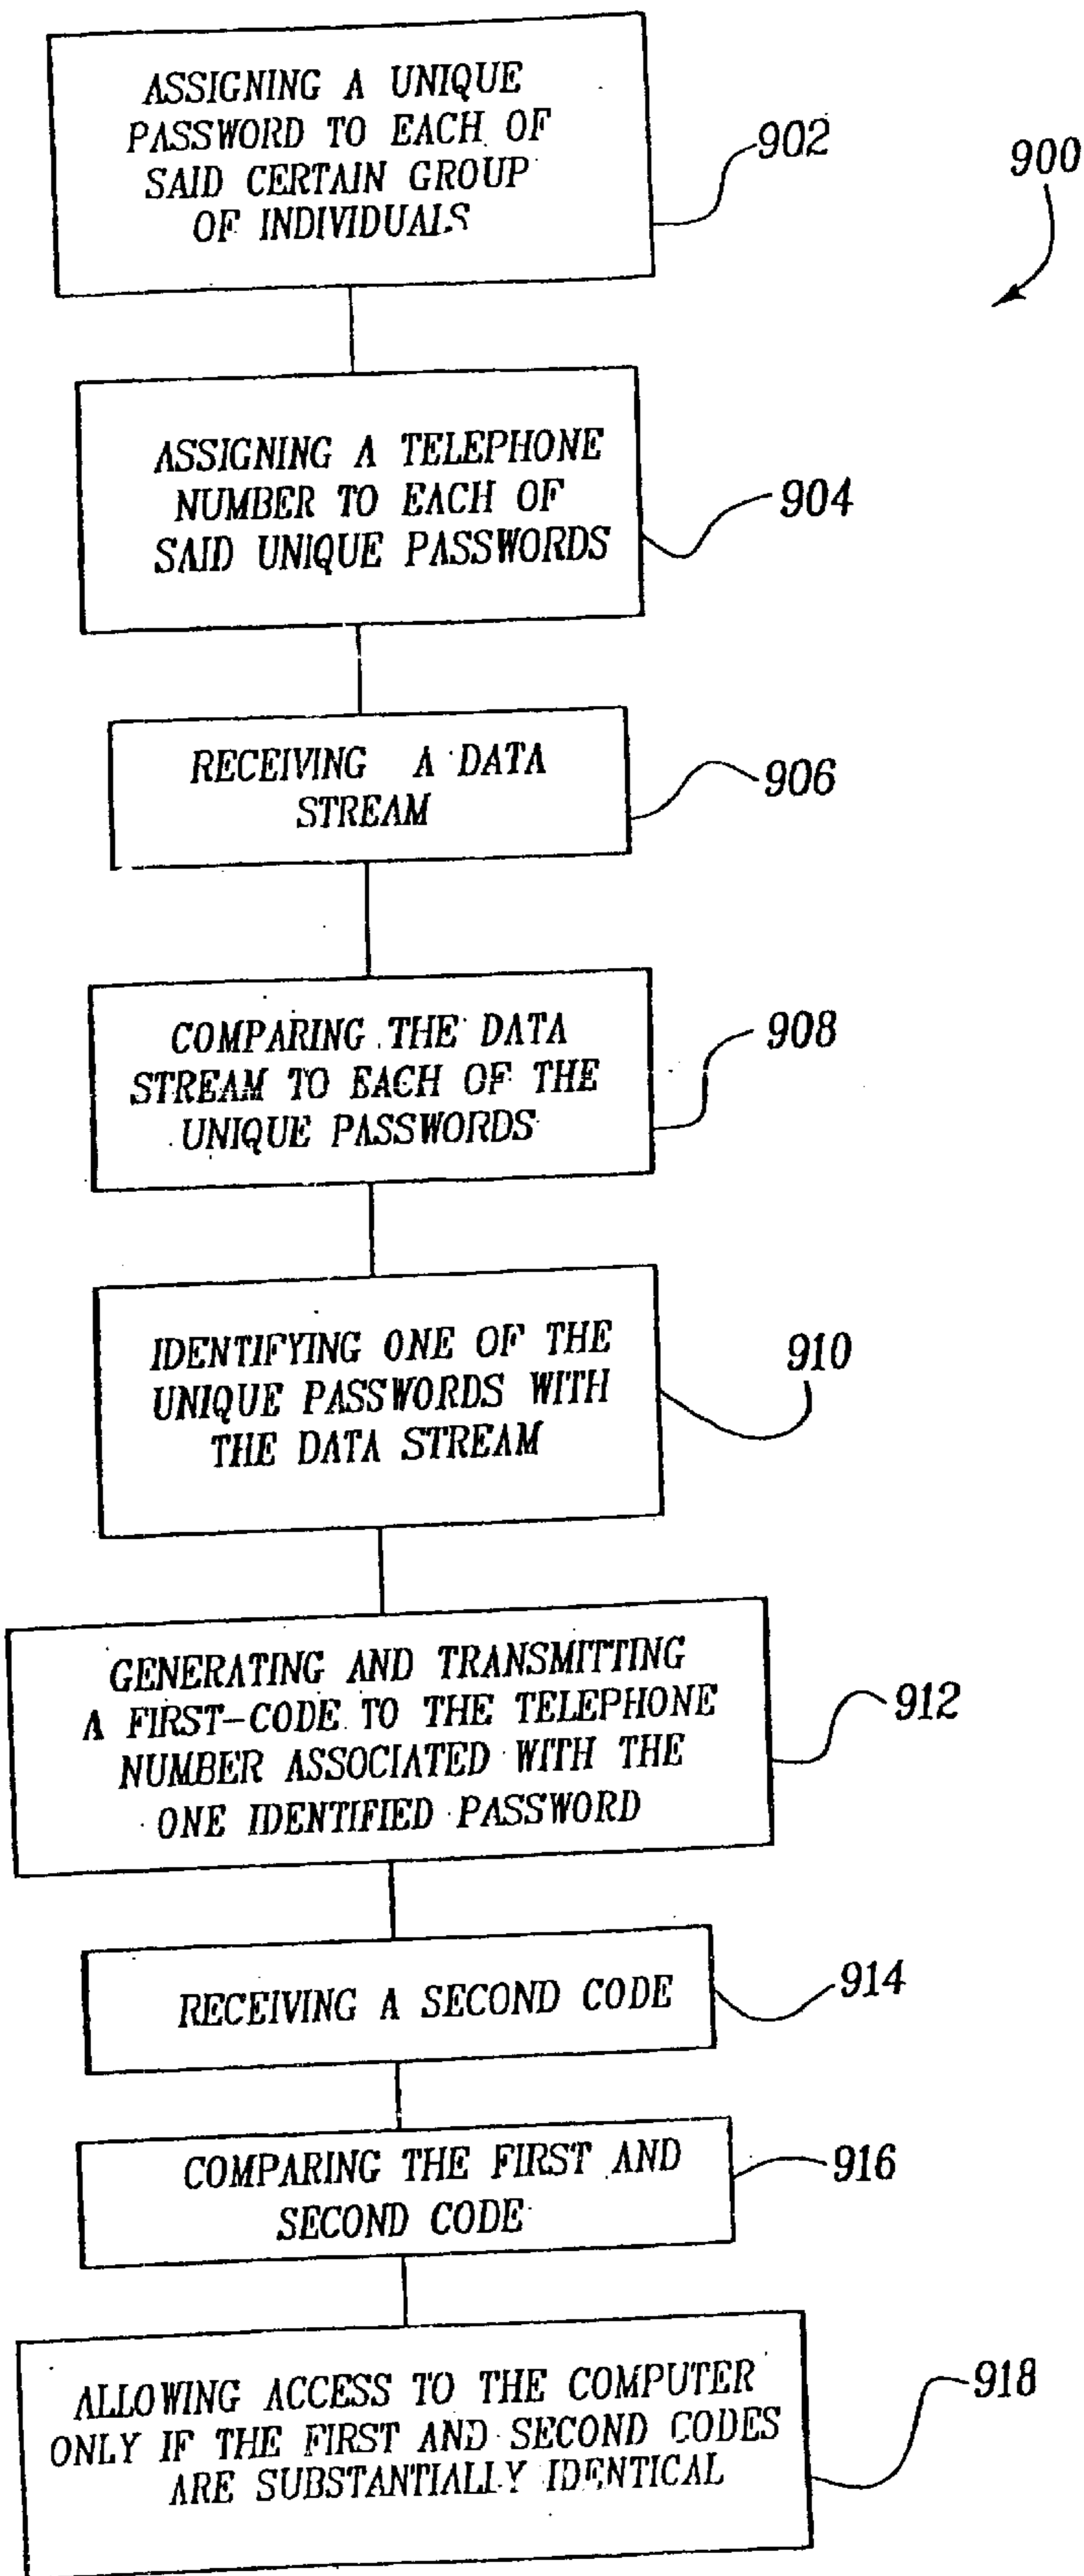 ASSIGNING A UNIQUE
PASSWORD TO EACH OF
SAID CERTAIN GROUP
OF INDIVIDUALS
902
900
ASSIGNING A TELEPHONE
NUMBER TO EACH OF
SAID UNIQUE PASSWORDS
904
RECEIVING A DATA
STREAM
906
COMPARING THE DATA
STREAM TO EACH OF THE
UNIQUE PASSWORDS
908
IDENTIFYING ONE OF THE
UNIQUE PASSWORDS WITH
THE DATA STREAM
910
GENERATING AND TRANSMITTING
A FIRST-CODE TO THE TELEPHONE
NUMBER ASSOCIATED WITH THE
ONE IDENTIFIED PASSWORD
912
RECEIVING A SECOND CODE
914
COMPARING THE FIRST AND
SECOND CODE
916
ALLOWING ACCESS TO THE COMPUTER
ONLY IF THE FIRST AND SECOND CODES
ARE SUBSTANTIALLY IDENTICAL
918